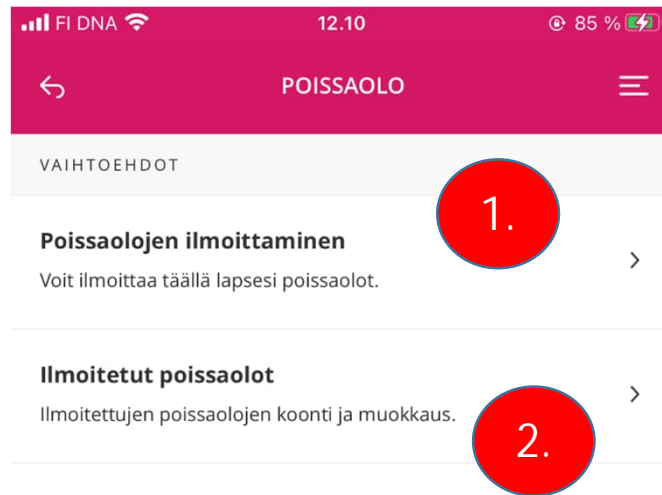 FI DNA 12.10 85 %
POISSAOLO
VAIHTOEHDOT
1.
Poissaolojen ilmoittaminen
Voit ilmoittaa täällä lapsesi poissaolot.
Ilmoitetut poissaolot
Ilmoitettujen poissaolojen koonti ja muokkaus.
2.